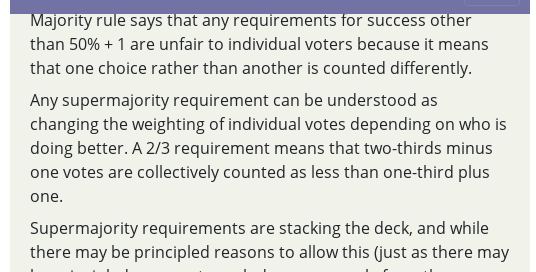 Majority rule says that any requirements for success other
than 50% + 1 are unfair to individual voters because it means
that one choice rather than another is counted differently.
Any supermajority requirement can be understood as
changing the weighting of individual votes depending on who is
doing better. A 2/3 requirement means that two-thirds minus
one votes are collectively counted as less than one-third plus
one.
Supermajority requirements are stacking the deck, and while
there may be principled reasons to allow this (just as there may